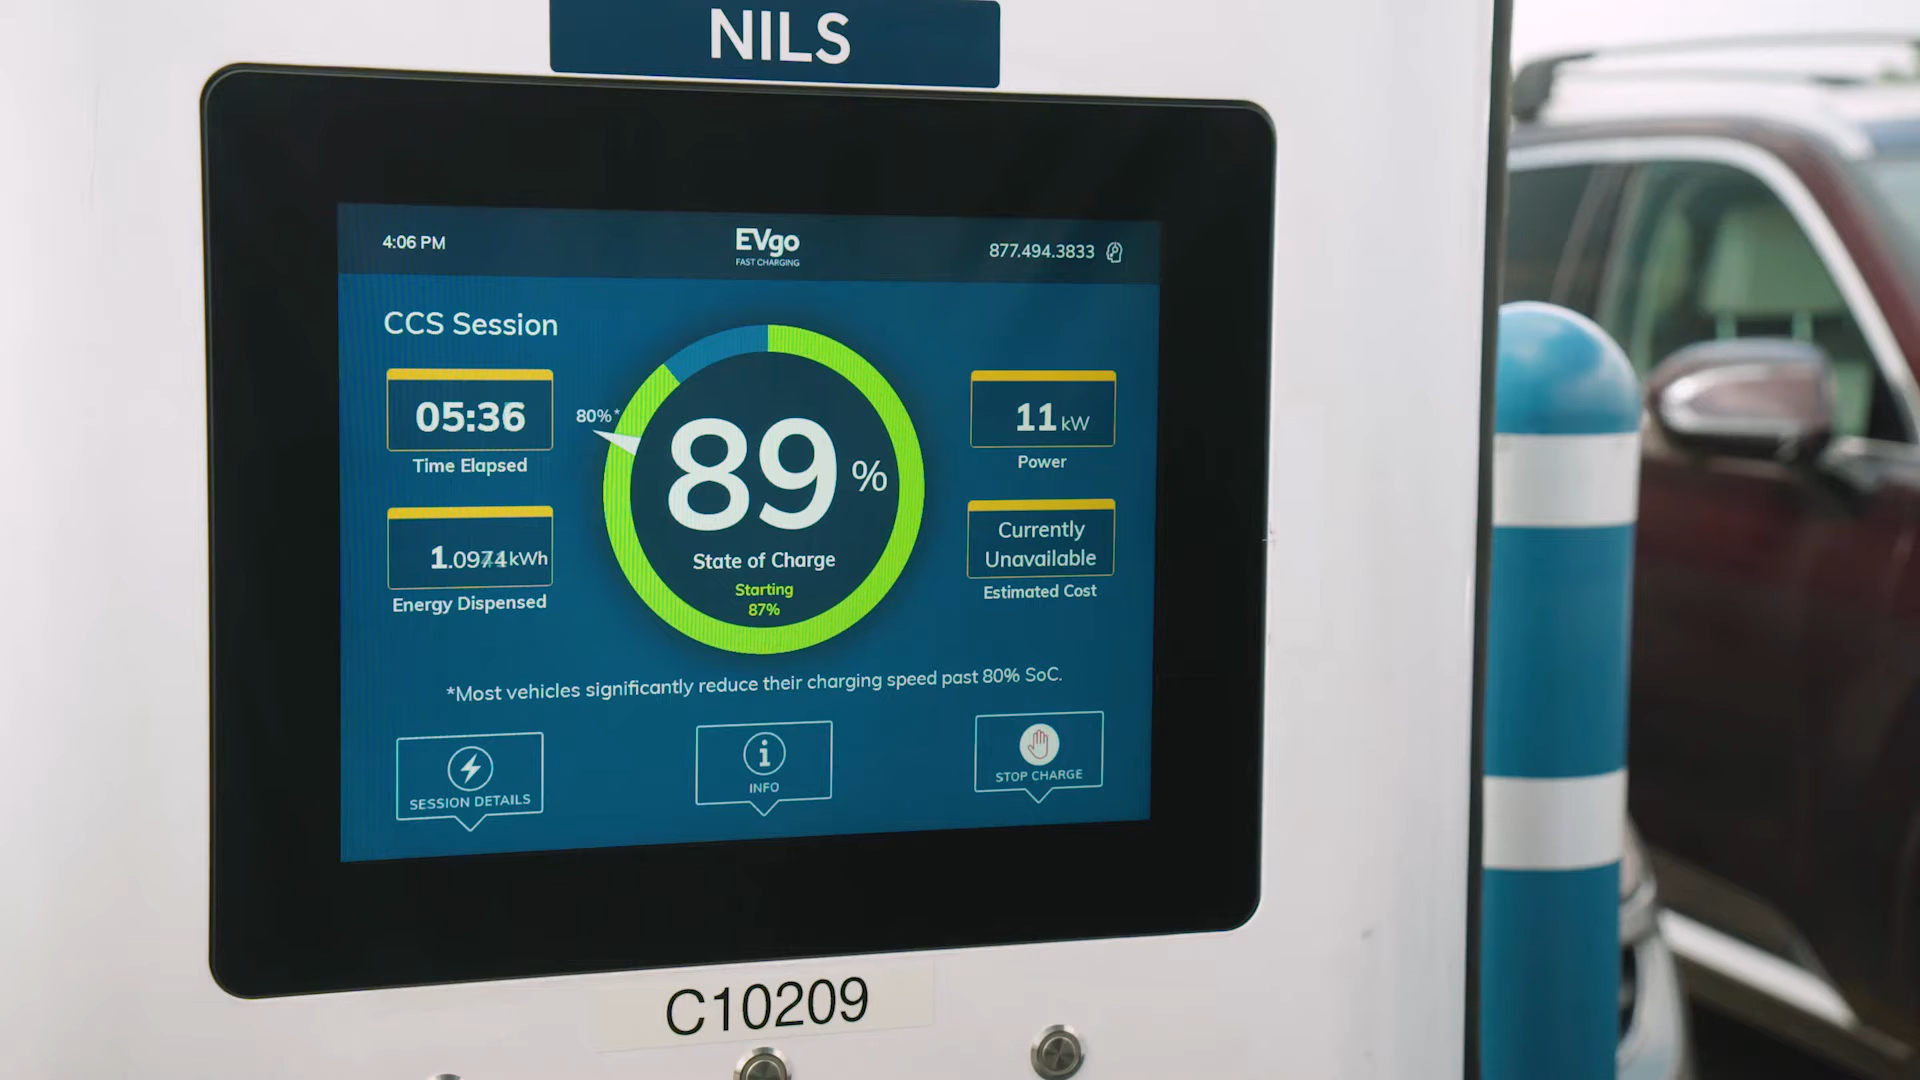 NILS
4:06 PM
EVgo
FAST CHARGING
877.494.3833
CCS Session
05:36
Time Elapsed
80%*
89%
State of Charge
Starting
87%
11 kW
Power
kWh
Energy Dispensed
Currently
Unavailable
Estimated Cost
*Most vehicles significantly reduce their charging speed past 80% SoC.
SESSION DETAILS
INFO
STOP CHARGE
C10209